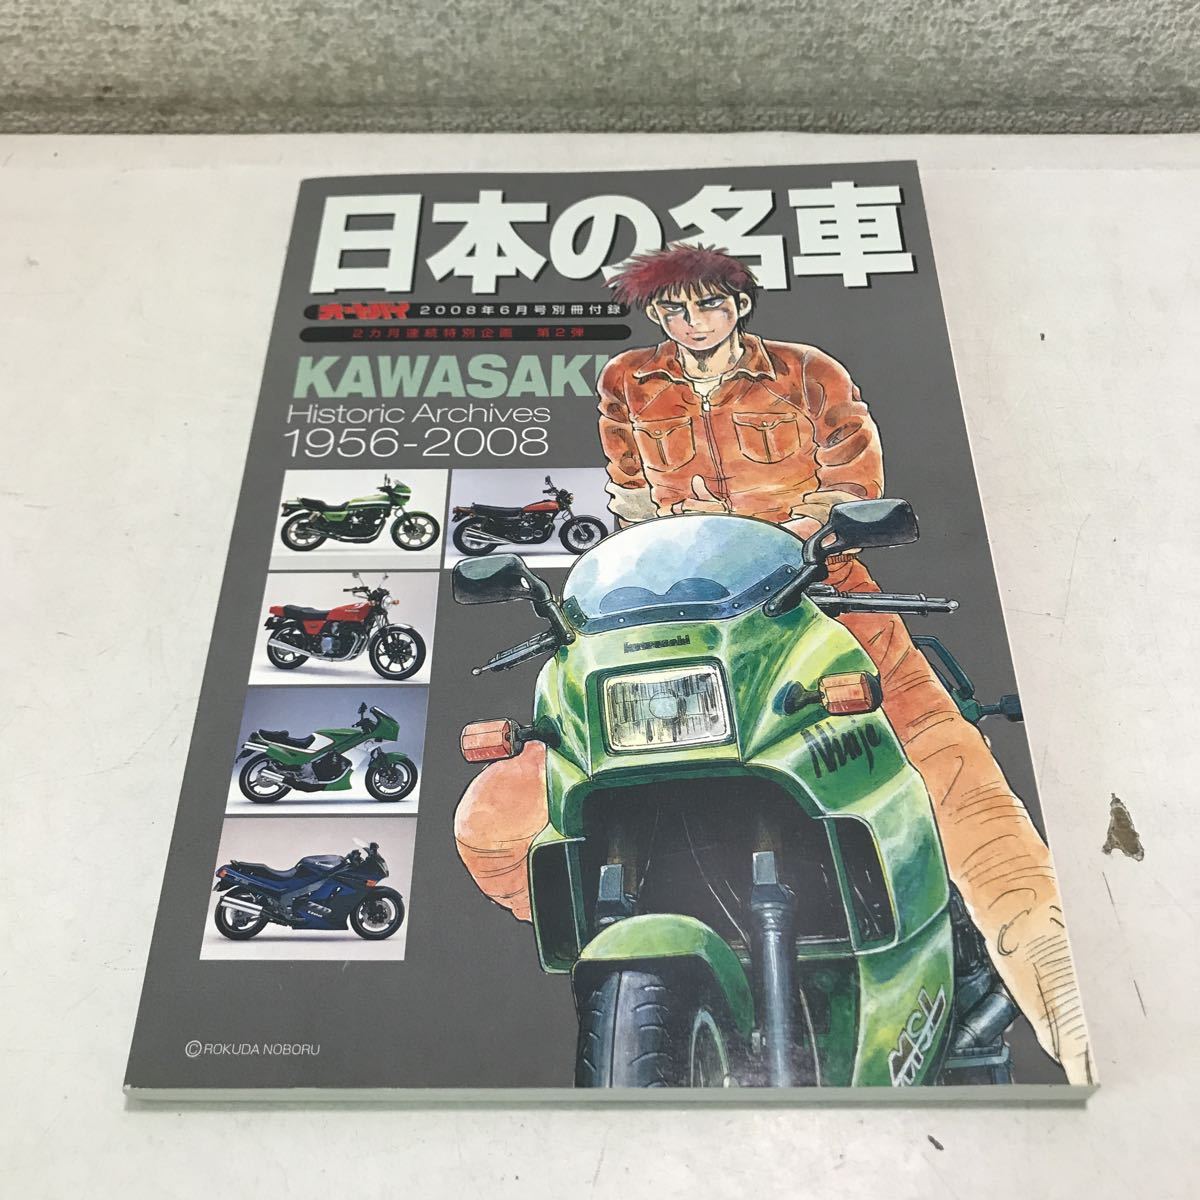 日本の名車
オートバイ 2008年6月号別冊付録
2カ月連続特別企画 第2弾
KAWASAKI
Historic Archives
1956-2008
kawasaki
Ninja
©ROKUDA NOBORU